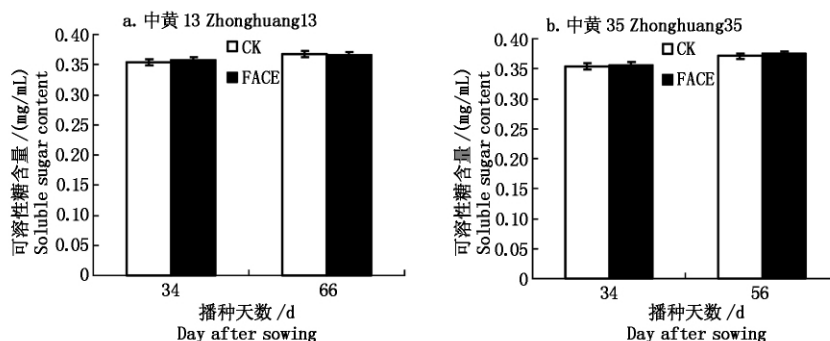 a. 中黄 13 Zhonghuang13
0.40
0.35
0.30
0.25
0.20
0.15
0.10
0.05
0
可溶性糖含量/(mg/mL)
Soluble sugar content
CK
FACE
34
66
播种天数/d
Day after sowing
b. 中黄 35 Zhonghuang35
0.40
0.35
0.30
0.25
0.20
0.15
0.10
0.05
0.00
可溶性糖含量/(mg/mL)
Soluble sugar content
CK
FACE
34
56
播种天数/d
Day after sowing